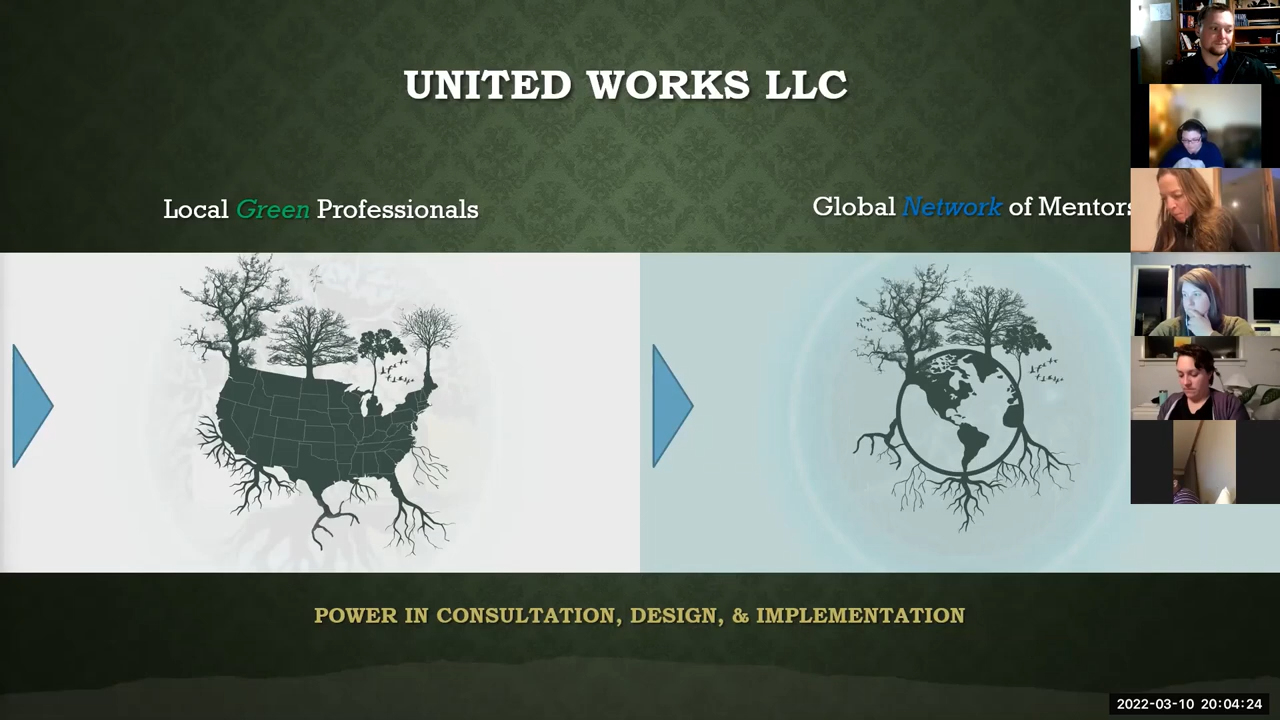 UNITED WORKS LLC
Local Green Professionals
Global Network of Mentors
POWER IN CONSULTATION, DESIGN, & IMPLEMENTATION
2022-03-10 20:04:24